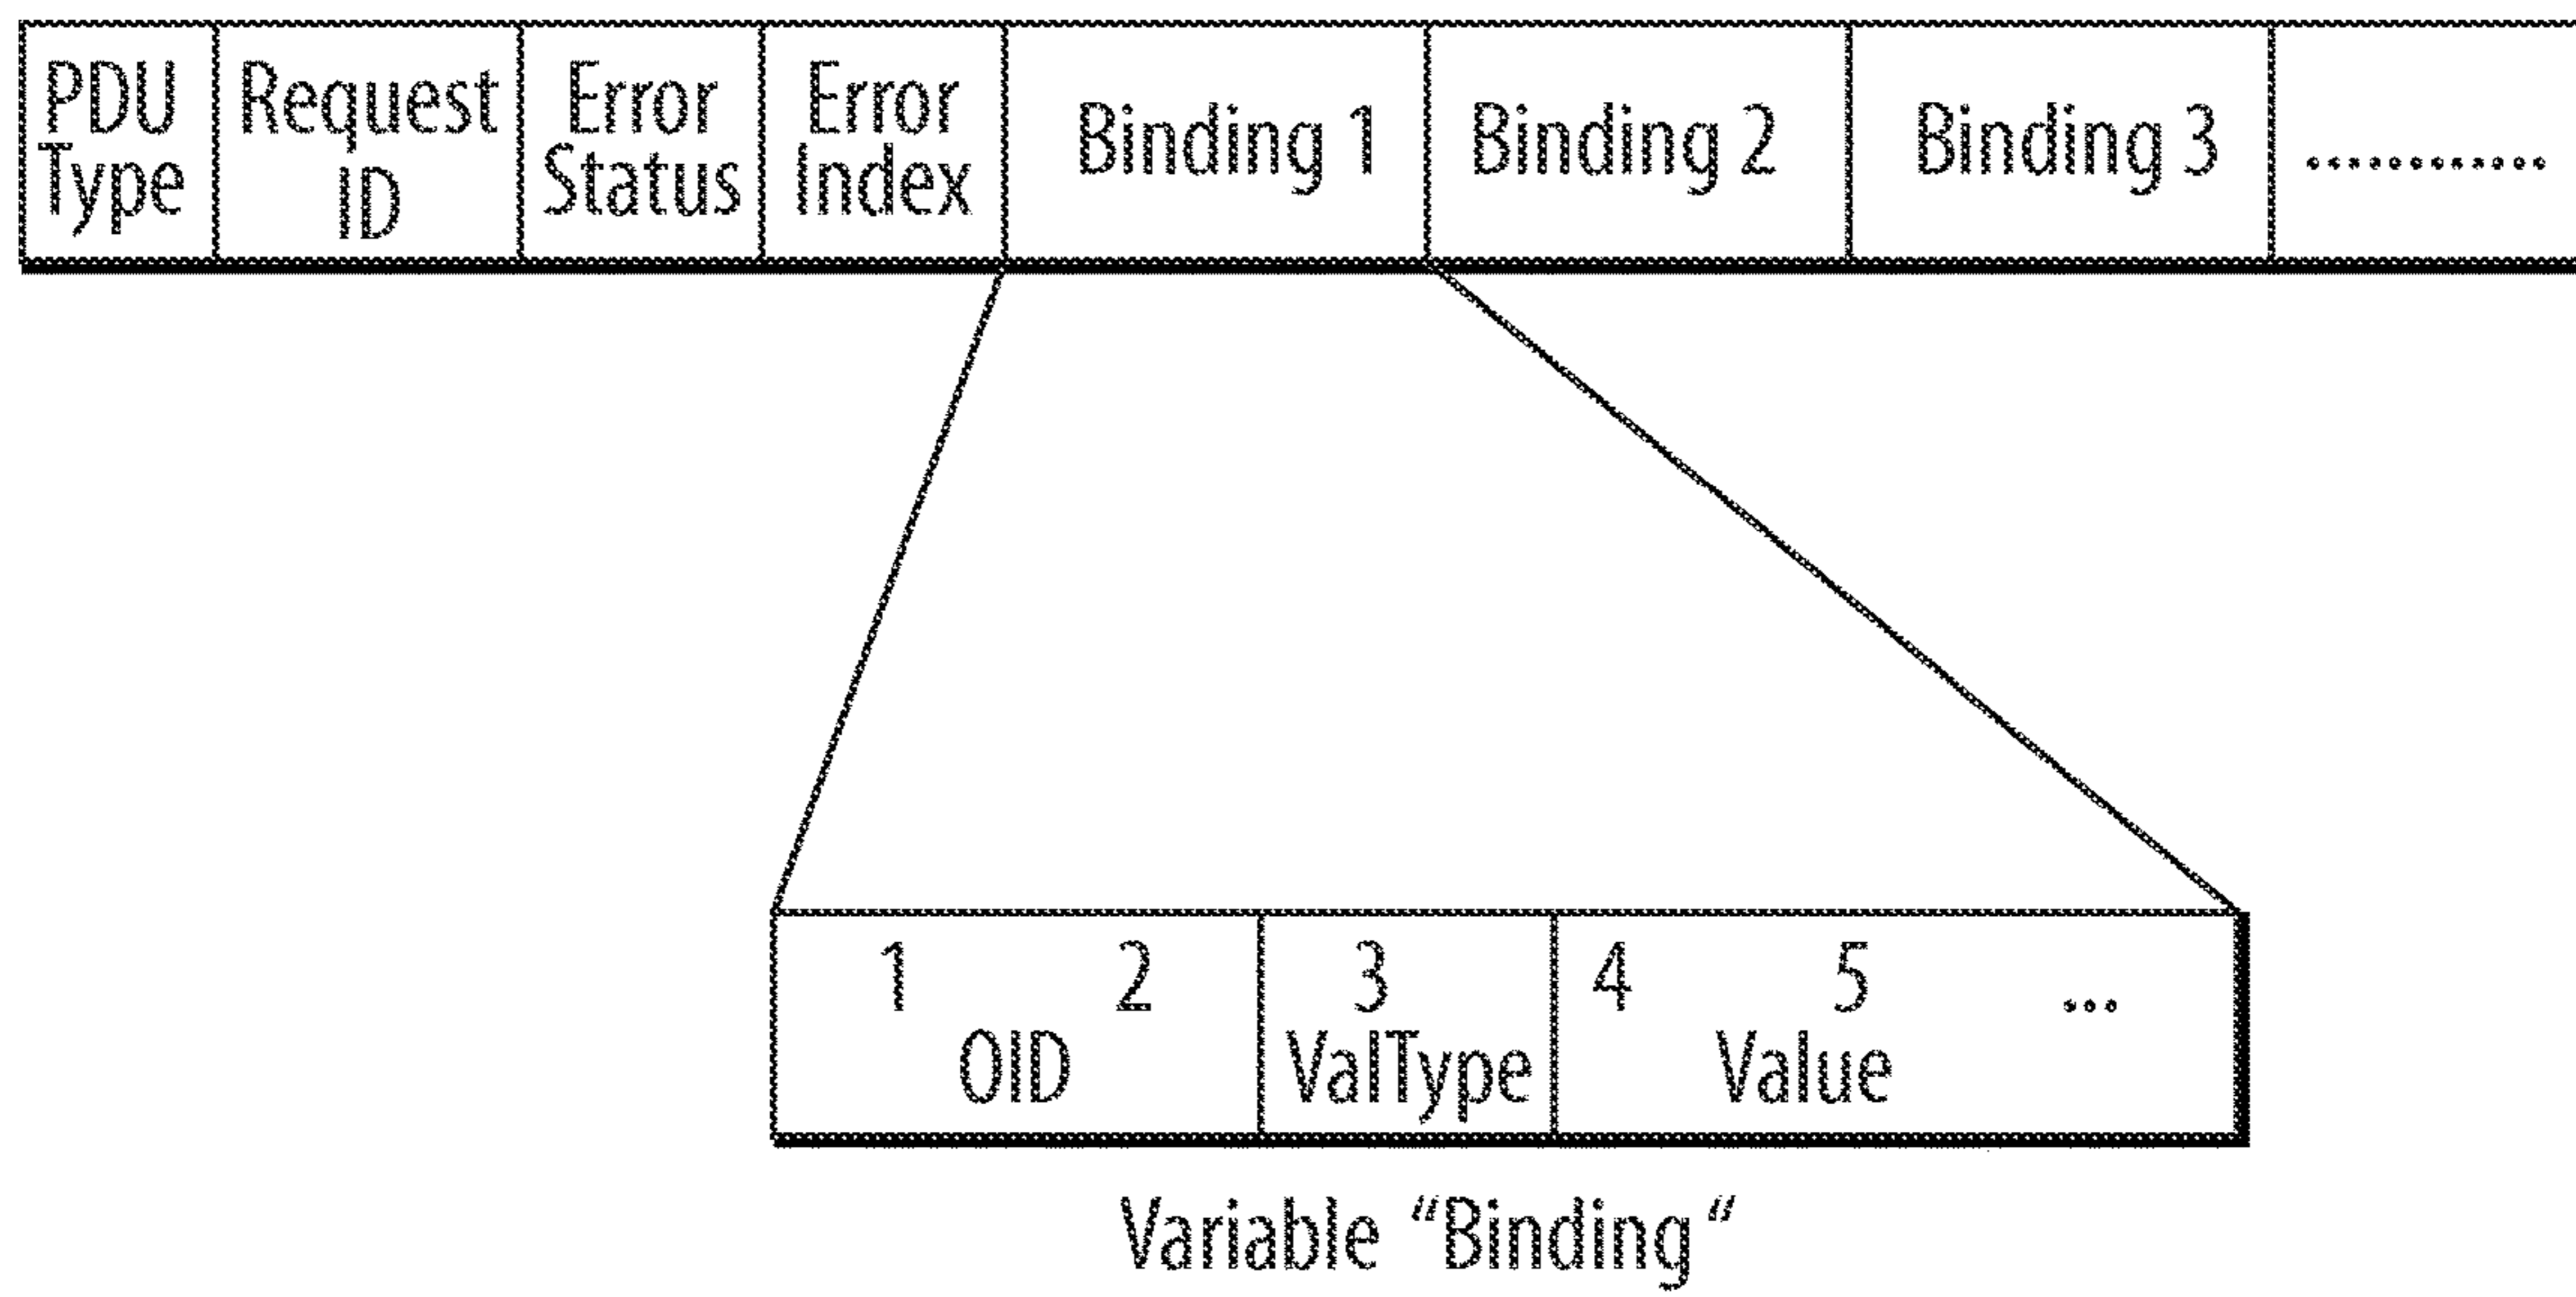 PDU
Type
Request
ID
Error
Status
Error
Index
Binding 1
Binding 2
Binding 3
............
1 2
OID
3
ValType
4 5 ...
Value
Variable “Binding“